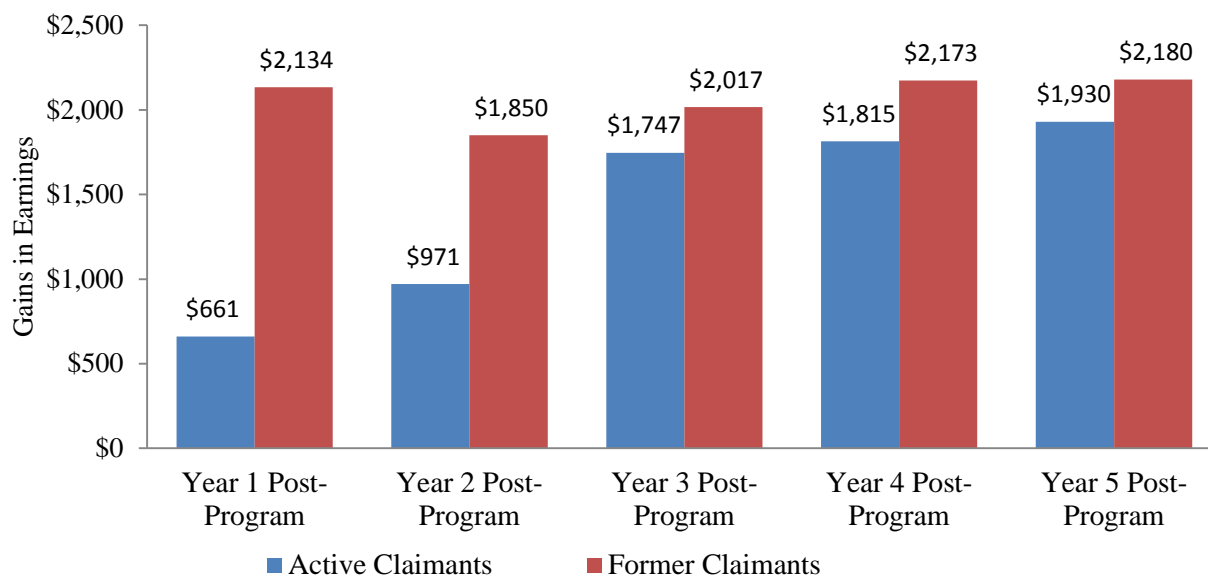 Gains in Earnings
$2,500
$2,000
$1,500
$1,000
$500
$0
$661
$2,134
$971
$1,850
$1,747
$2,017
$1,815
$2,173
$1,930
$2,180
Year 1 Post-
Program
Year 2 Post-
Program
Year 3 Post-
Program
Year 4 Post-
Program
Year 5 Post-
Program
Active Claimants
Former Claimants